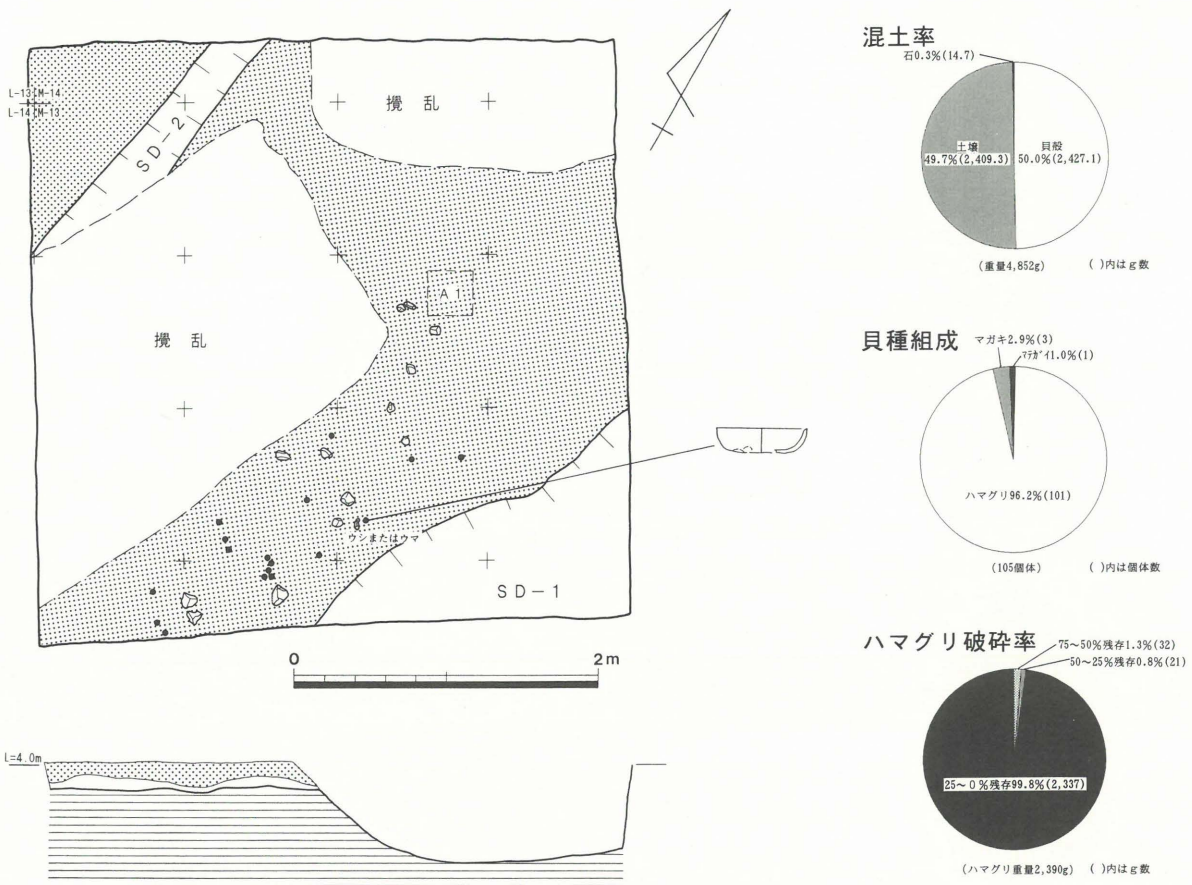 L-13 M-14
L-14 M-13
SD-2
攪乱
攪乱
A1
ウシまたはウマ
SD-1
0 2m
L=4.0m
混土率
石0.3%(14.7)
土壌
49.7%(2,409.3)
貝殻
50.0%(2,427.1)
(重量4,852g) ( )内はg数
貝種組成
マガキ2.9%(3)
マテガイ1.0%(1)
ハマグリ96.2%(101)
(105個体) ( )内は個体数
ハマグリ破砕率
75~50%残存1.3%(32)
50~25%残存0.8%(21)
25~0%残存99.8%(2,337)
(ハマグリ重量2,390g) ( )内はg数